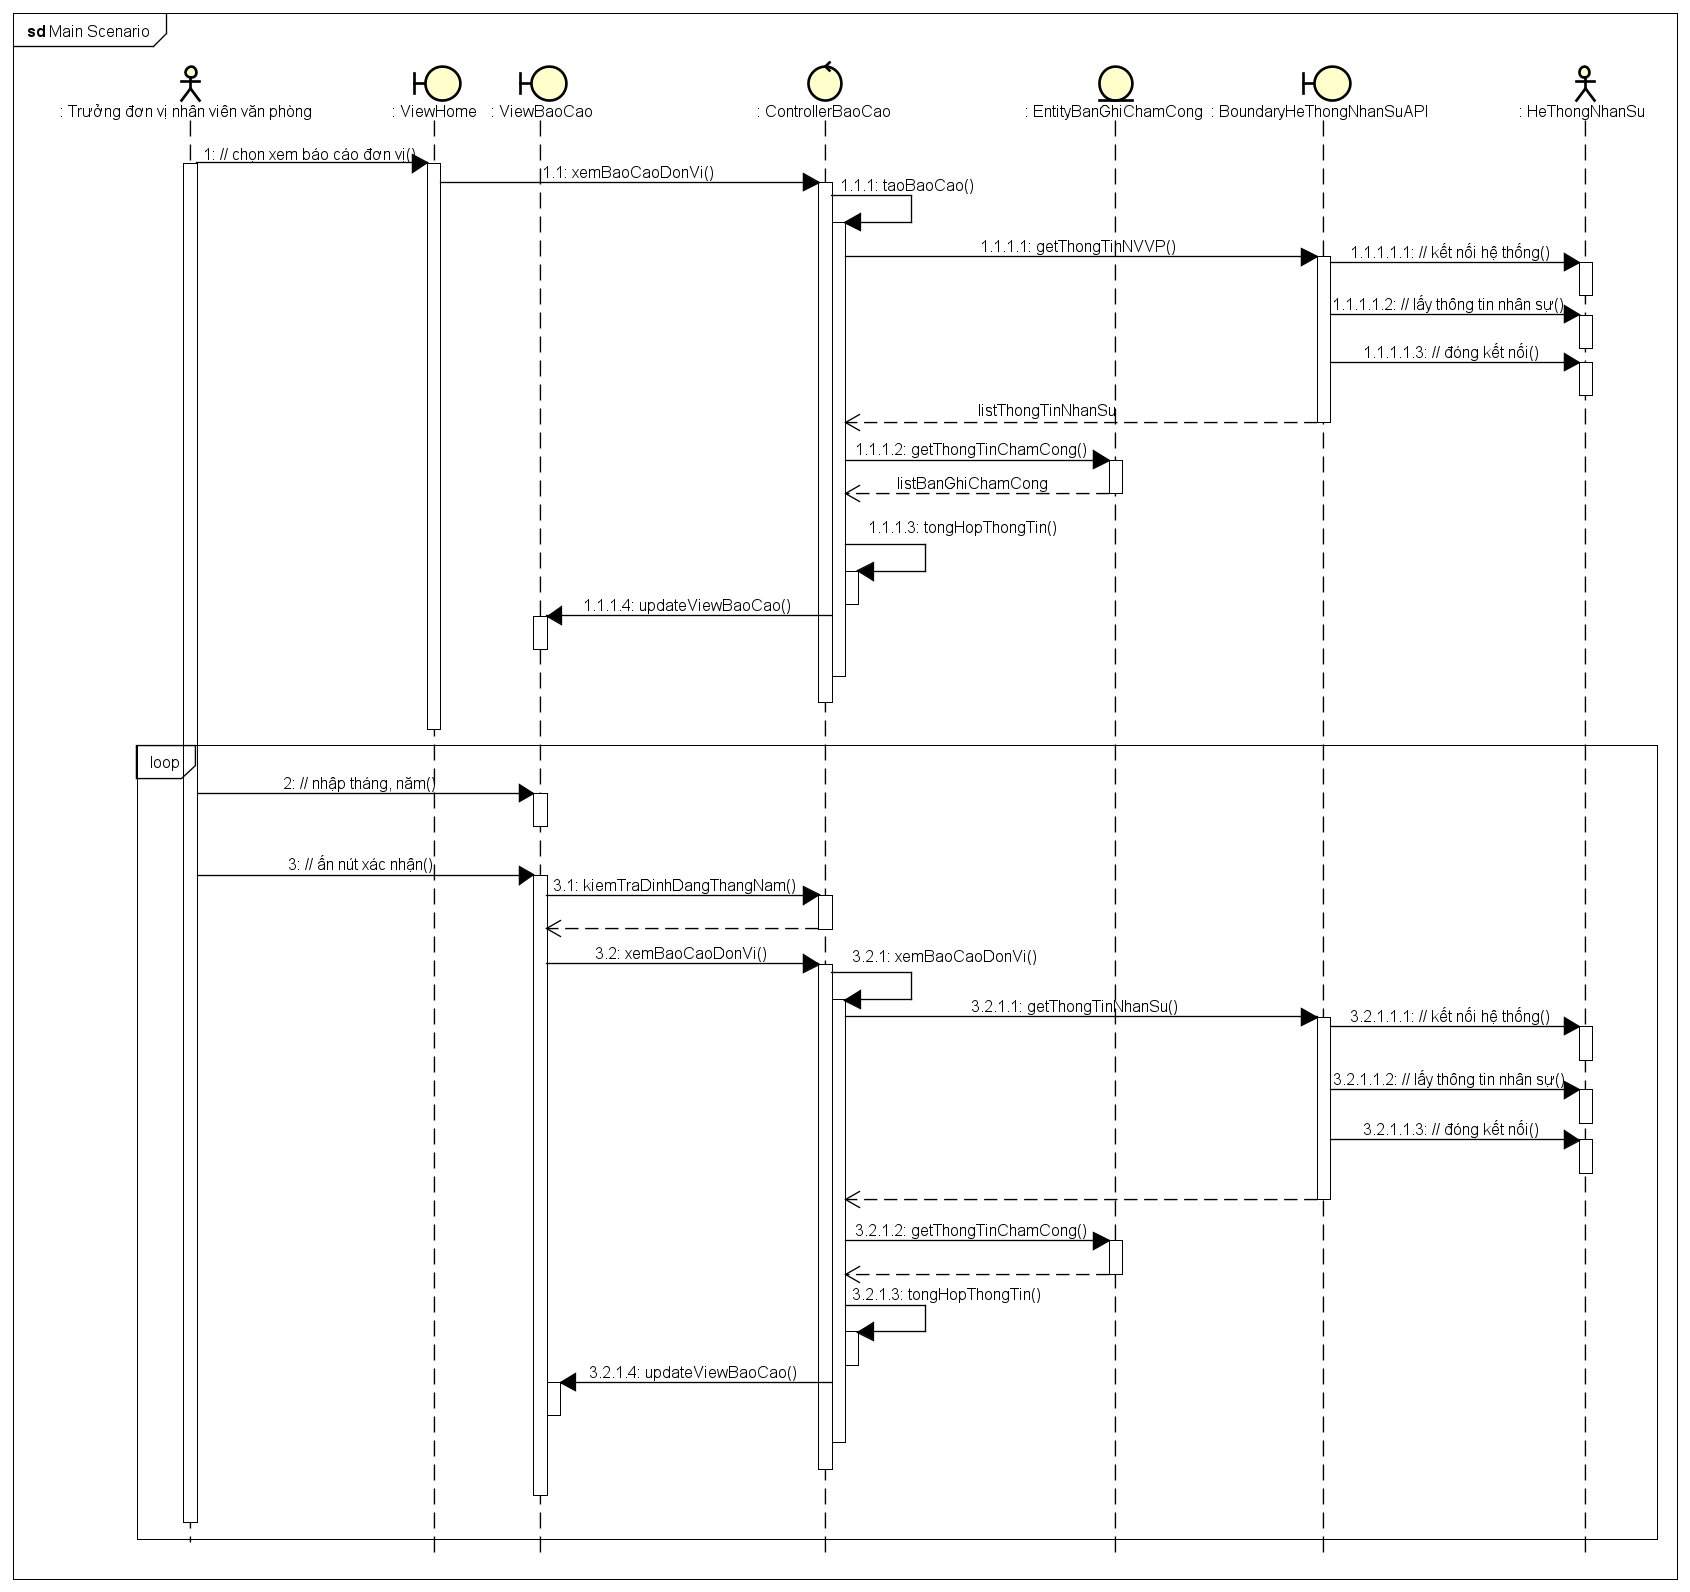 sd Main Scenario
: Trưởng đơn vị nhân viên văn phòng
: ViewHome
: ViewBaoCao
: ControllerBaoCao
: EntityBanGhiChamCong
: BoundaryHeThongNhanSuAPI
: HeThongNhanSu
1: // chọn xem báo cáo đơn vị()
1.1: xemBaoCaoDonVi()
1.1.1: taoBaoCao()
1.1.1.1: getThongTinNVVP()
1.1.1.1.1: // kết nối hệ thống()
1.1.1.1.2: // lấy thông tin nhân sự()
1.1.1.1.3: // đóng kết nối()
listThongTinNhanSu
1.1.1.2: getThongTinChamCong()
listBanGhiChamCong
1.1.1.3: tongHopThongTin()
1.1.1.4: updateViewBaoCao()
loop
2: // nhập tháng, năm()
3: // ấn nút xác nhận()
3.1: kiemTraDinhDangThangNam()
3.2: xemBaoCaoDonVi()
3.2.1: xemBaoCaoDonVi()
3.2.1.1: getThongTinNhanSu()
3.2.1.1.1: // kết nối hệ thống()
3.2.1.1.2: // lấy thông tin nhân sự()
3.2.1.1.3: // đóng kết nối()
3.2.1.2: getThongTinChamCong()
3.2.1.3: tongHopThongTin()
3.2.1.4: updateViewBaoCao()